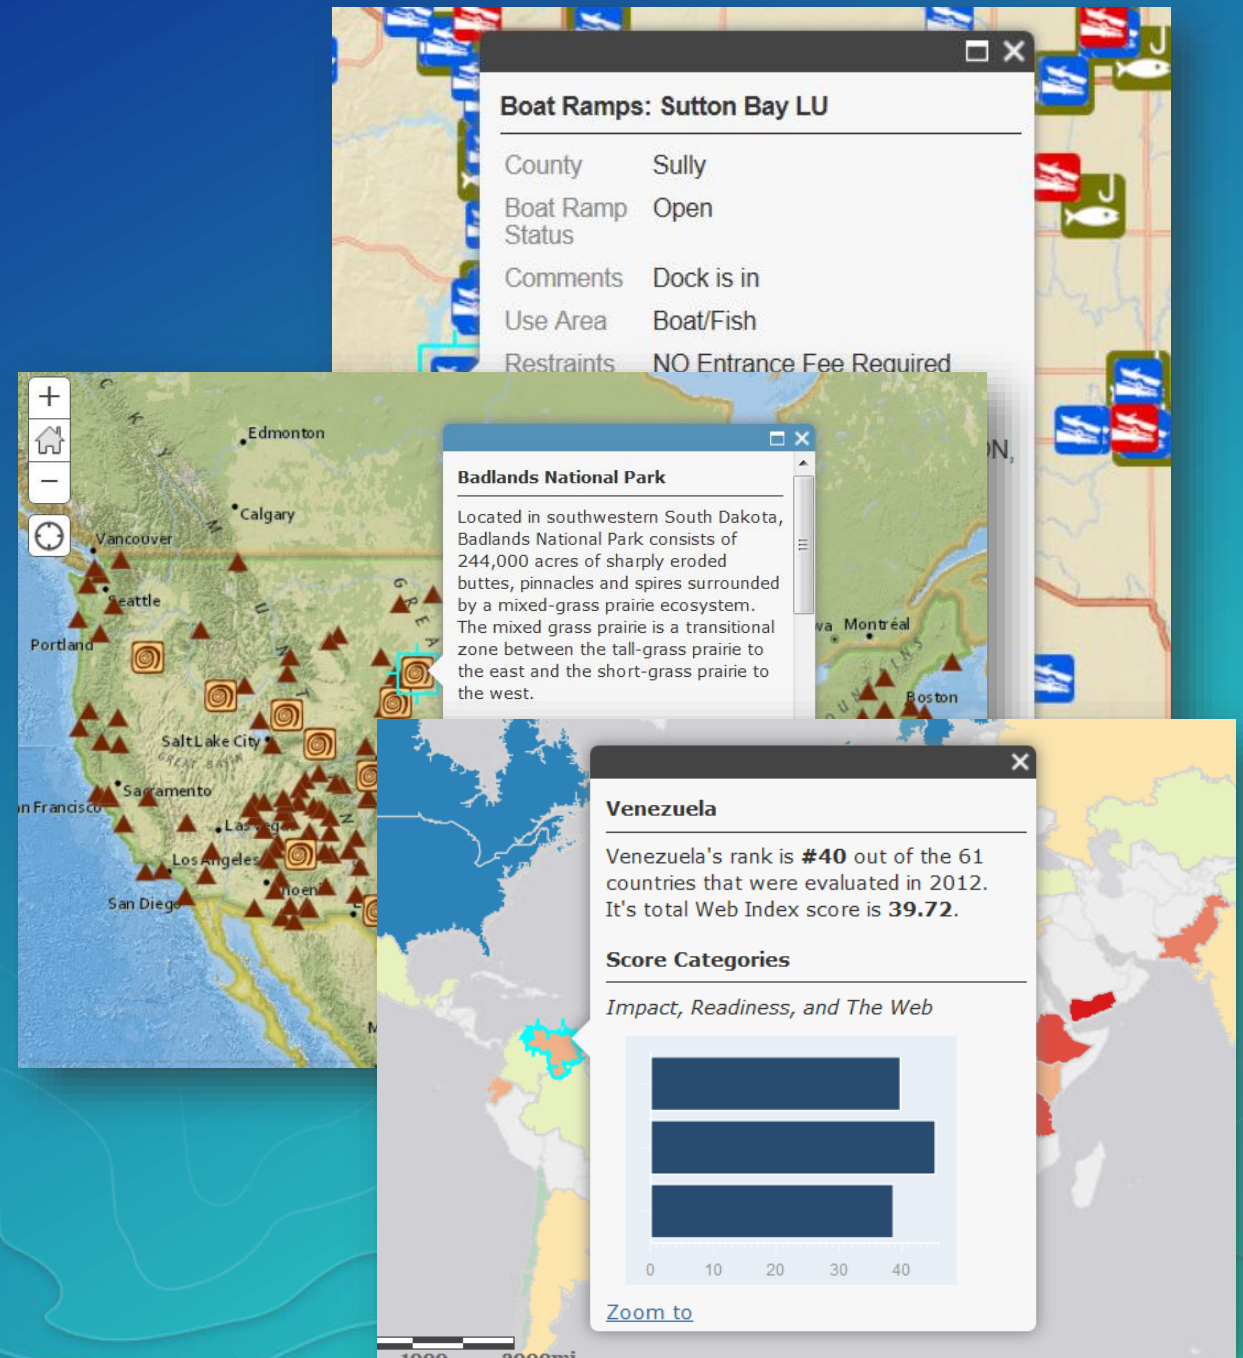 Boat Ramps: Sutton Bay LU
County Sully
Boat Ramp Open
Status
Comments Dock is in
Use Area Boat/Fish
Restraints NO Entrance Fee Required
ON,
Edmonton
Calgary
Vancouver
Seattle
Portland
Salt Lake City
GREAT BASIN
Sacramento
n Francisco
Las Vegas
Los Angeles
San Diego
Montréal
Boston
Badlands National Park
Located in southwestern South Dakota,
Badlands National Park consists of
244,000 acres of sharply eroded
buttes, pinnacles and spires surrounded
by a mixed-grass prairie ecosystem.
The mixed grass prairie is a transitional
zone between the tall-grass prairie to
the east and the short-grass prairie to
the west.
Venezuela
Venezuela's rank is #40 out of the 61
countries that were evaluated in 2012.
It's total Web Index score is 39.72.
Score Categories
Impact, Readiness, and The Web
0 10 20 30 40
Zoom to